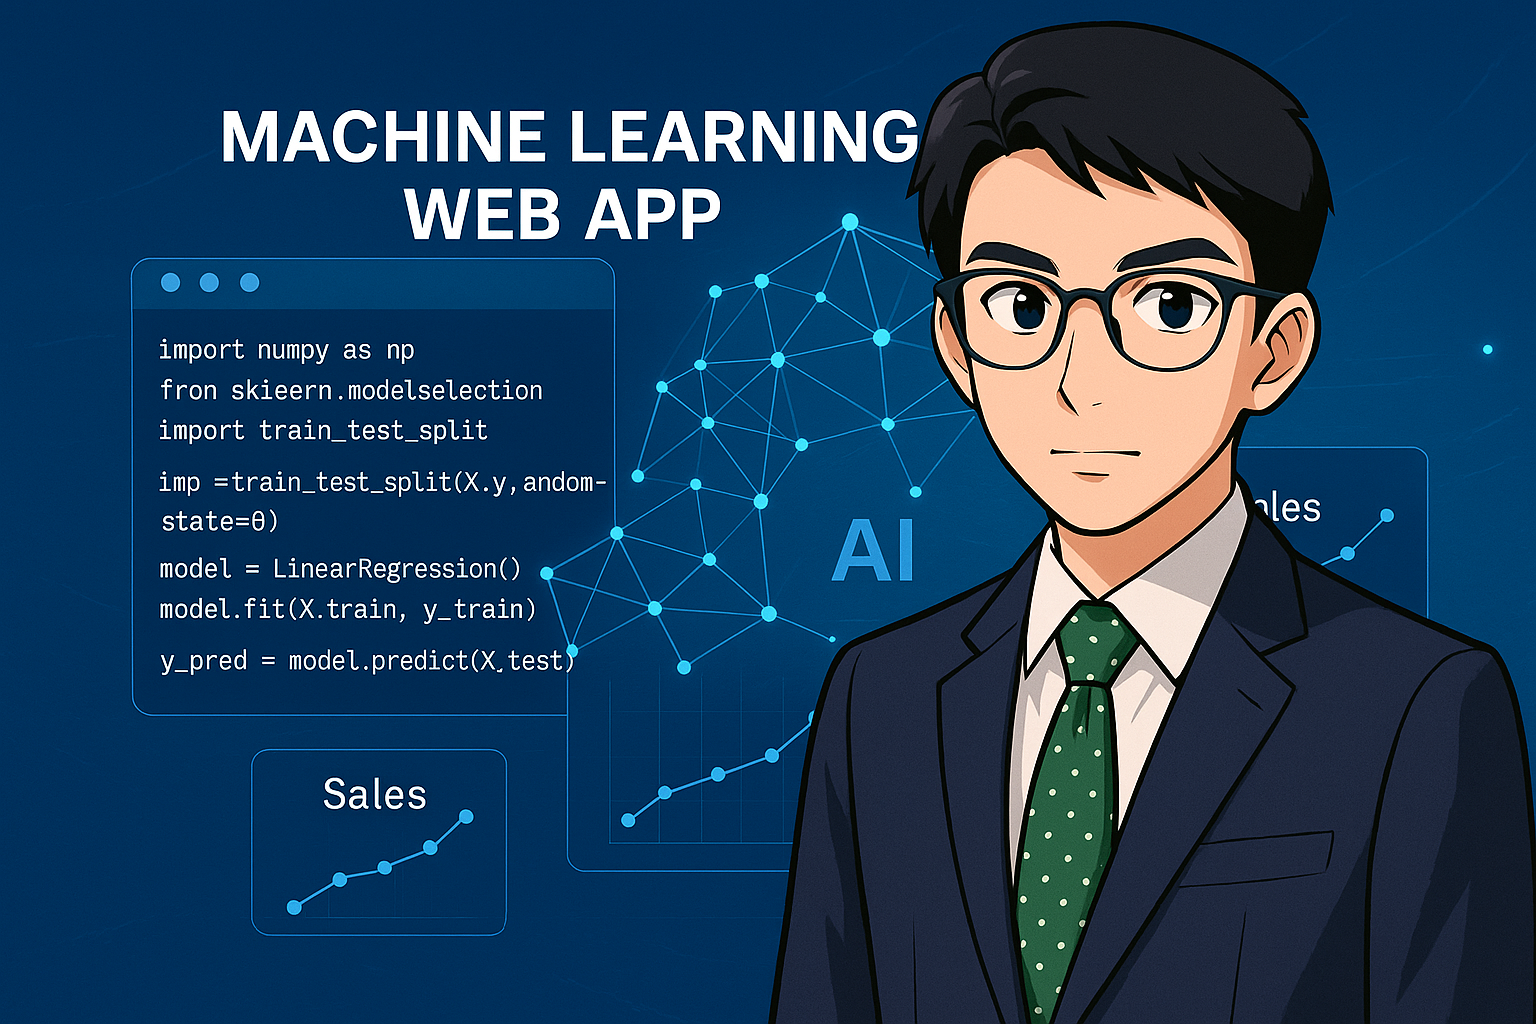 MACHINE LEARNING
WEB APP
import numpy as np
fron skieern.modelselection
import train_test_split
imp =train_test_split(X.y,andom-
state=0)
model = LinearRegression()
model.fit(X.train, y_train)
y_pred = model.predict(X.test)
AI
Sales
ales